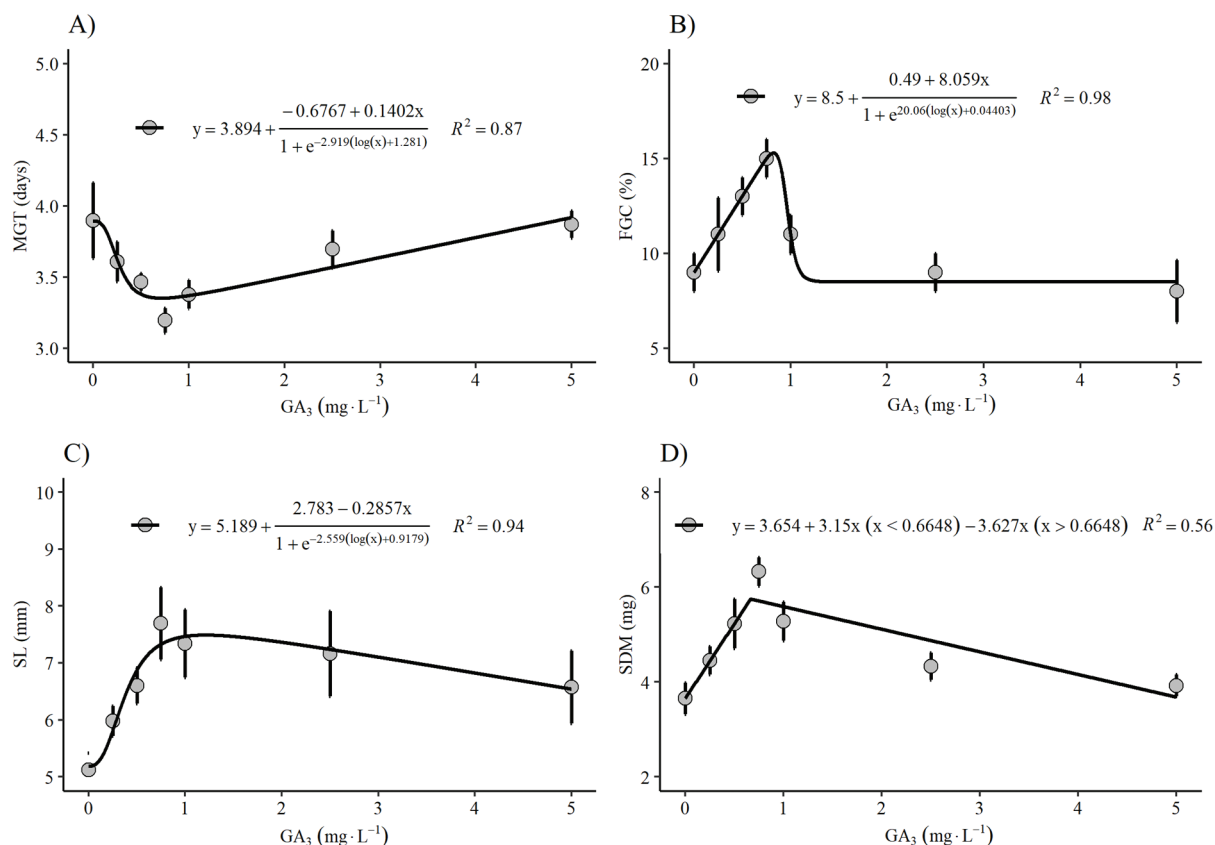 A)
MGT (days)
5.0
4.5
4.0
3.5
3.0
y = 3.894 + (−0.6767 + 0.1402x) / (1 + e^(−2.919(log(x)+1.281))) R² = 0.87
0 1 2 3 4 5
GA₃ (mg · L⁻¹)
B)
FGC (%)
20
15
10
5
y = 8.5 + (0.49 + 8.059x) / (1 + e^(20.06(log(x)+0.04403))) R² = 0.98
0 1 2 3 4 5
GA₃ (mg · L⁻¹)
C)
SL (mm)
10
9
8
7
6
5
y = 5.189 + (2.783 − 0.2857x) / (1 + e^(−2.559(log(x)+0.9179))) R² = 0.94
0 1 2 3 4 5
GA₃ (mg · L⁻¹)
D)
SDM (mg)
8
6
4
2
y = 3.654 + 3.15x (x < 0.6648) − 3.627x (x > 0.6648) R² = 0.56
0 1 2 3 4 5
GA₃ (mg · L⁻¹)